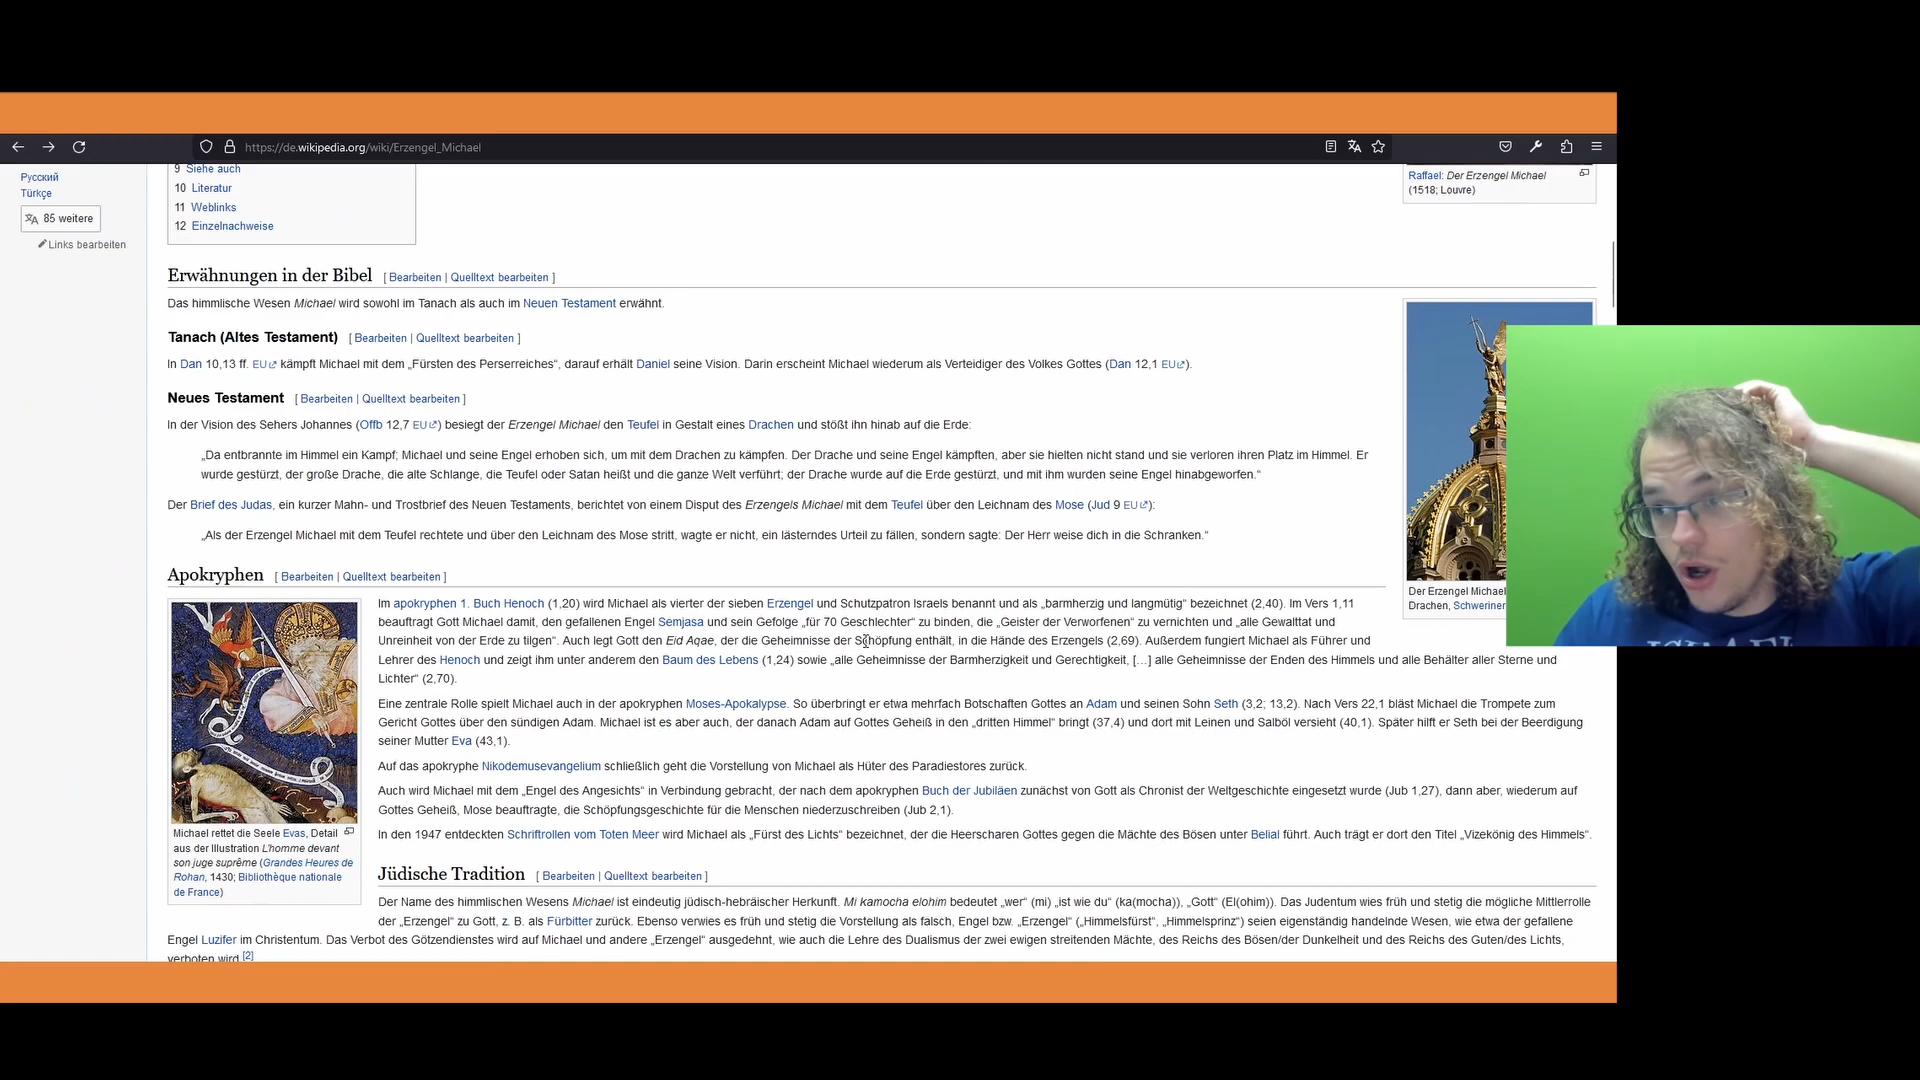 https://de.wikipedia.org/wiki/Erzengel_Michael
Русский
Türkçe
85 weitere
Links bearbeiten
9 Siehe auch
10 Literatur
11 Weblinks
12 Einzelnachweise
Raffael: Der Erzengel Michael
(1518; Louvre)
Erwähnungen in der Bibel [ Bearbeiten | Quelltext bearbeiten ]
Das himmlische Wesen Michael wird sowohl im Tanach als auch im Neuen Testament erwähnt.
Tanach (Altes Testament) [ Bearbeiten | Quelltext bearbeiten ]
In Dan 10,13 ff. EU kämpft Michael mit dem „Fürsten des Perserreiches“, darauf erhält Daniel seine Vision. Darin erscheint Michael wiederum als Verteidiger des Volkes Gottes (Dan 12,1 EU).
Neues Testament [ Bearbeiten | Quelltext bearbeiten ]
In der Vision des Sehers Johannes (Offb 12,7 EU) besiegt der Erzengel Michael den Teufel in Gestalt eines Drachen und stößt ihn hinab auf die Erde:
„Da entbrannte im Himmel ein Kampf; Michael und seine Engel erhoben sich, um mit dem Drachen zu kämpfen. Der Drache und seine Engel kämpften, aber sie hielten nicht stand und sie verloren ihren Platz im Himmel. Er
wurde gestürzt, der große Drache, die alte Schlange, die Teufel oder Satan heißt und die ganze Welt verführt; der Drache wurde auf die Erde gestürzt, und mit ihm wurden seine Engel hinabgeworfen.“
Der Brief des Judas, ein kurzer Mahn- und Trostbrief des Neuen Testaments, berichtet von einem Disput des Erzengels Michael mit dem Teufel über den Leichnam des Mose (Jud 9 EU):
„Als der Erzengel Michael mit dem Teufel rechtete und über den Leichnam des Mose stritt, wagte er nicht, ein lästerndes Urteil zu fällen, sondern sagte: Der Herr weise dich in die Schranken.“
Der Erzengel Michael
Drachen, Schweriner
Apokryphen [ Bearbeiten | Quelltext bearbeiten ]
Im apokryphen 1. Buch Henoch (1,20) wird Michael als vierter der sieben Erzengel und Schutzpatron Israels benannt und als „barmherzig und langmütig“ bezeichnet (2,40). Im Vers 1,11
beauftragt Gott Michael damit, den gefallenen Engel Semjasa und sein Gefolge „für 70 Geschlechter“ zu binden, die „Geister der Verworfenen“ zu vernichten und „alle Gewalttat und
Unreinheit von der Erde zu tilgen“. Auch legt Gott den Eid Aqae, der die Geheimnisse der Schöpfung enthält, in die Hände des Erzengels (2,69). Außerdem fungiert Michael als Führer und
Lehrer des Henoch und zeigt ihm unter anderem den Baum des Lebens (1,24) sowie „alle Geheimnisse der Barmherzigkeit und Gerechtigkeit, […] alle Geheimnisse der Enden des Himmels und alle Behälter aller Sterne und
Lichter“ (2,70).
Eine zentrale Rolle spielt Michael auch in der apokryphen Moses-Apokalypse. So überbringt er etwa mehrfach Botschaften Gottes an Adam und seinen Sohn Seth (3,2; 13,2). Nach Vers 22,1 bläst Michael die Trompete zum
Gericht Gottes über den sündigen Adam. Michael ist es aber auch, der danach Adam auf Gottes Geheiß in den „dritten Himmel“ bringt (37,4) und dort mit Leinen und Salböl versieht (40,1). Später hilft er Seth bei der Beerdigung
seiner Mutter Eva (43,1).
Auf das apokryphe Nikodemusevangelium schließlich geht die Vorstellung von Michael als Hüter des Paradiestores zurück.
Auch wird Michael mit dem „Engel des Angesichts“ in Verbindung gebracht, der nach dem apokryphen Buch der Jubiläen zunächst von Gott als Chronist der Weltgeschichte eingesetzt wurde (Jub 1,27), dann aber, wiederum auf
Gottes Geheiß, Mose beauftragte, die Schöpfungsgeschichte für die Menschen niederzuschreiben (Jub 2,1).
In den 1947 entdeckten Schriftrollen vom Toten Meer wird Michael als „Fürst des Lichts“ bezeichnet, der die Heerscharen Gottes gegen die Mächte des Bösen unter Belial führt. Auch trägt er dort den Titel „Vizekönig des Himmels“.
Michael rettet die Seele Evas, Detail
aus der Illustration L'homme devant
son juge suprême (Grandes Heures de
Rohan, 1430; Bibliothèque nationale
de France)
Jüdische Tradition [ Bearbeiten | Quelltext bearbeiten ]
Der Name des himmlischen Wesens Michael ist eindeutig jüdisch-hebräischer Herkunft. Mi kamocha elohim bedeutet „wer“ (mi) „ist wie du“ (ka(mocha)), „Gott“ (El(ohim)). Das Judentum wies früh und stetig die mögliche Mittlerrolle
der „Erzengel“ zu Gott, z. B. als Fürbitter zurück. Ebenso verwies es früh und stetig die Vorstellung als falsch, Engel bzw. „Erzengel“ („Himmelsfürst“, „Himmelsprinz“) seien eigenständig handelnde Wesen, wie etwa der gefallene
Engel Luzifer im Christentum. Das Verbot des Götzendienstes wird auf Michael und andere „Erzengel“ ausgedehnt, wie auch die Lehre des Dualismus der zwei ewigen streitenden Mächte, des Reichs des Bösen/der Dunkelheit und des Reichs des Guten/des Lichts,
verboten wird.[2]